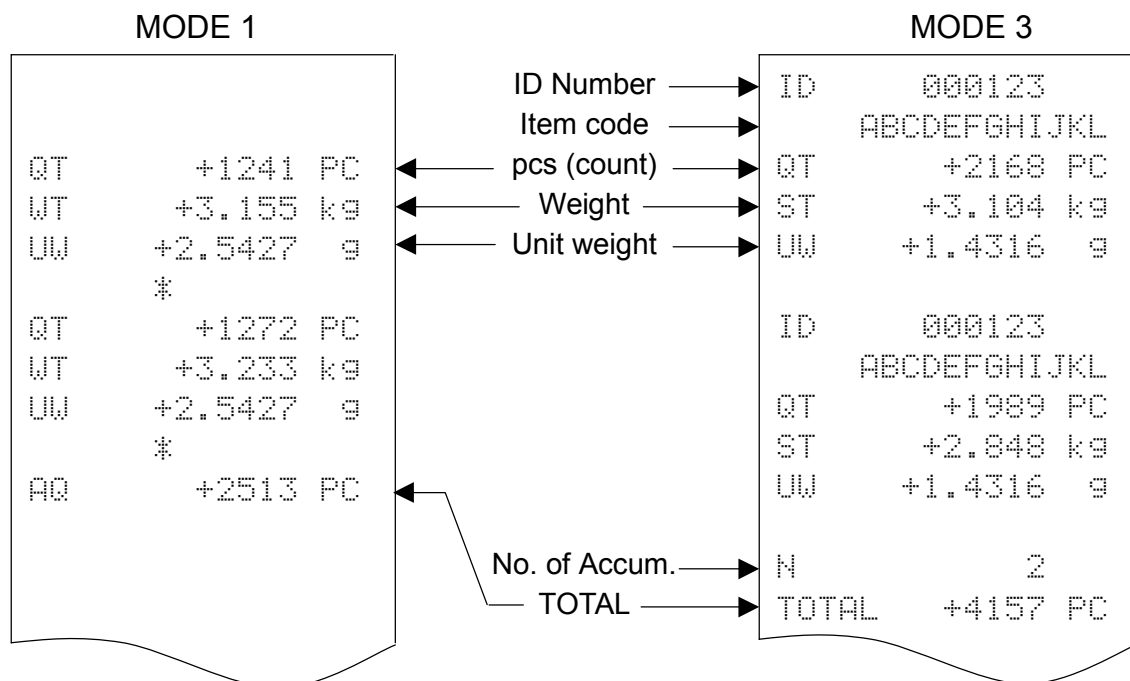 MODE 1
QT +1241 PC
WT +3.155 kg
UW +2.5427 g
*
QT +1272 PC
WT +3.233 kg
UW +2.5427 g
*
AQ +2513 PC
ID Number
Item code
pcs (count)
Weight
Unit weight
No. of Accum.
TOTAL
MODE 3
ID 000123
ABCDEFGHIJKL
QT +2168 PC
ST +3.104 kg
UW +1.4316 g
ID 000123
ABCDEFGHIJKL
QT +1989 PC
ST +2.848 kg
UW +1.4316 g
N 2
TOTAL +4157 PC